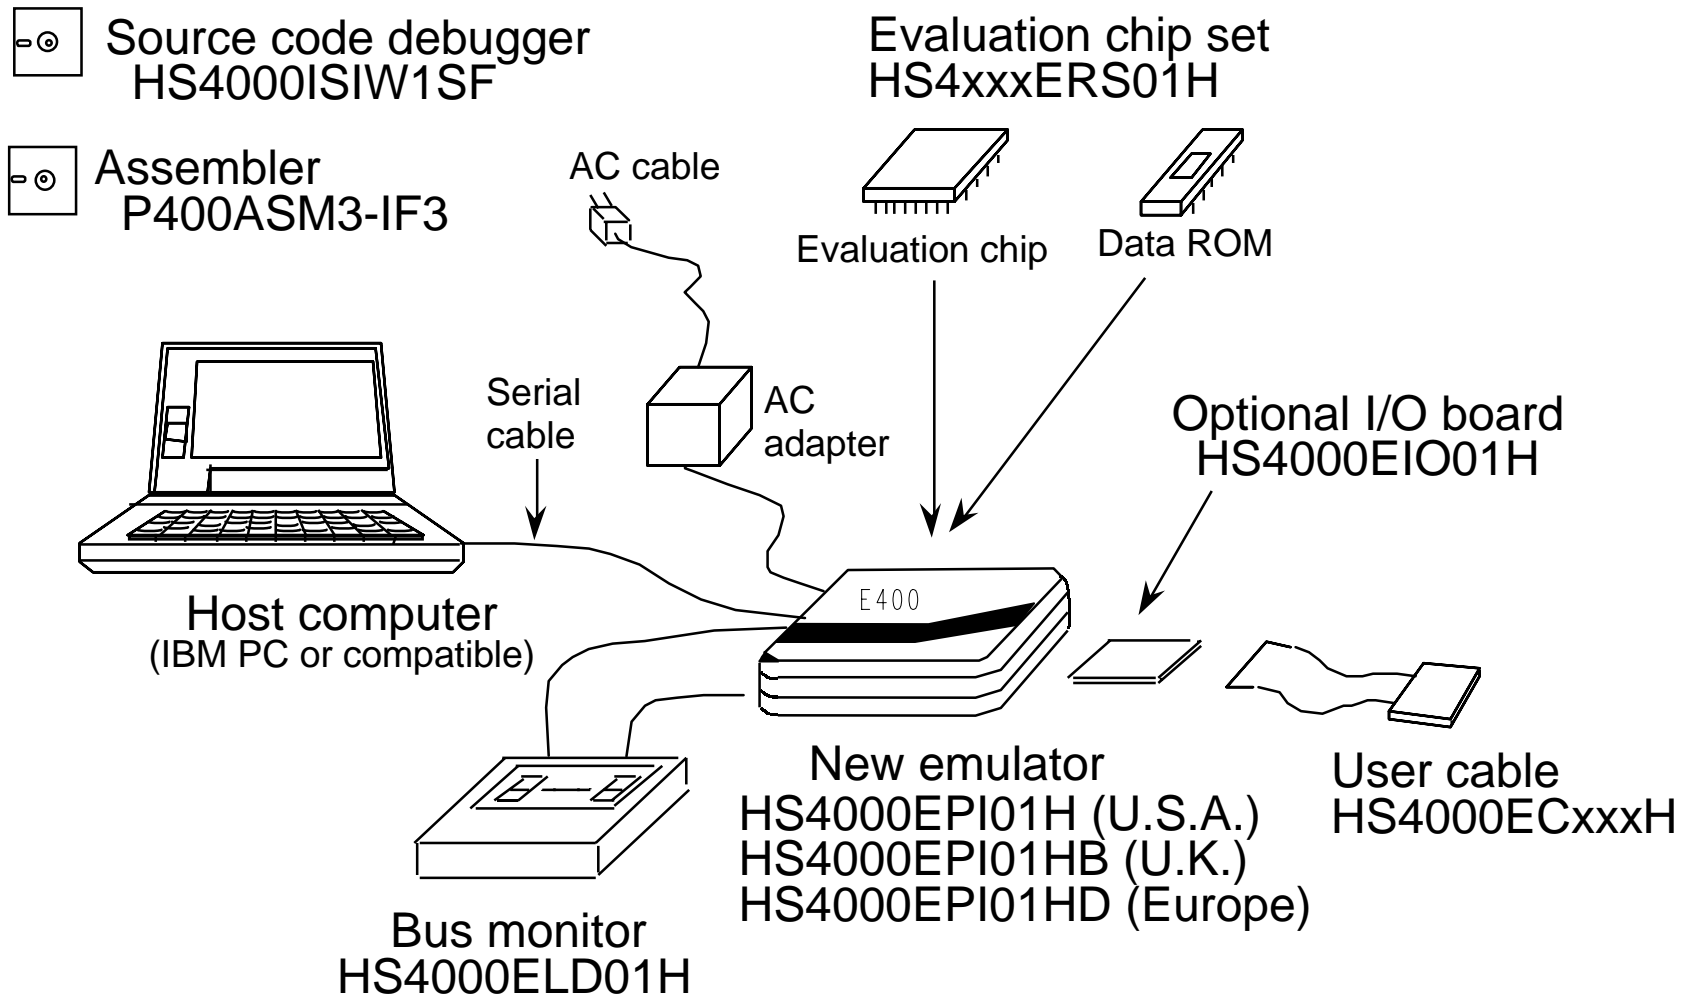 Source code debugger
HS4000ISIW1SF
Evaluation chip set
HS4xxxERS01H
Assembler
P400ASM3-IF3
AC cable
Evaluation chip
Data ROM
Serial
cable
AC
adapter
Optional I/O board
HS4000EIO01H
E400
Host computer
(IBM PC or compatible)
New emulator
HS4000EPI01H (U.S.A.)
HS4000EPI01HB (U.K.)
HS4000EPI01HD (Europe)
User cable
HS4000ECxxxH
Bus monitor
HS4000ELD01H